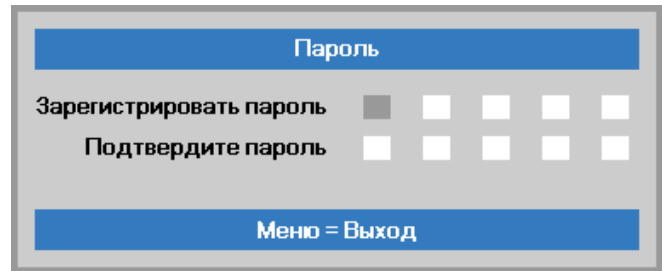 Пароль
Зарегистрировать пароль
Подтвердите пароль
Меню = Выход